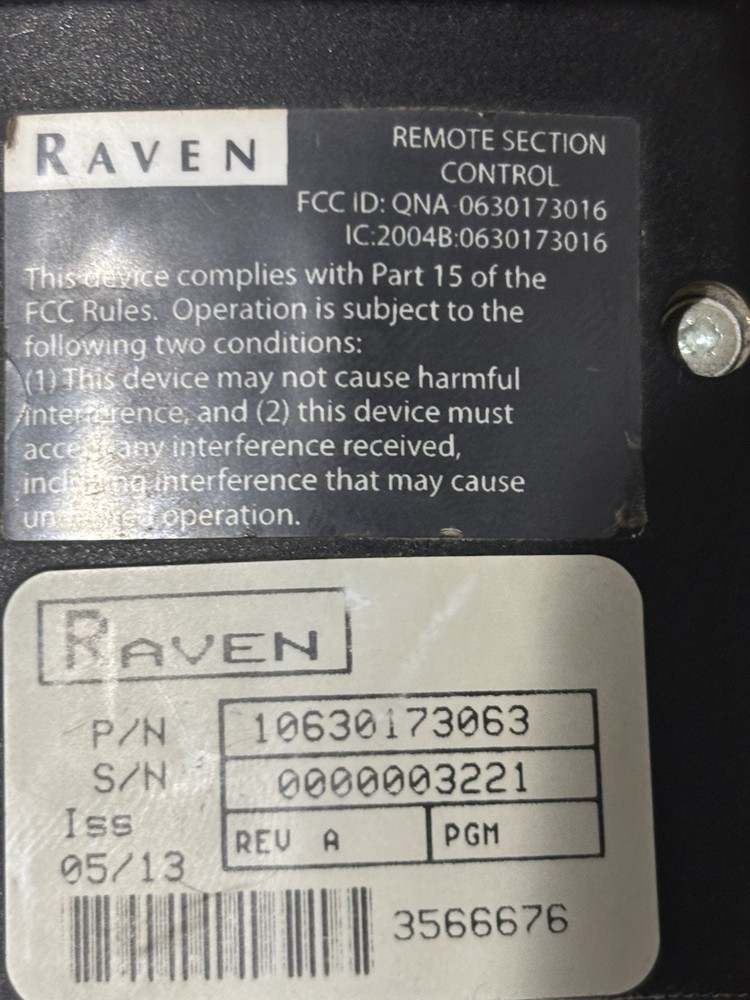 RAVEN
REMOTE SECTION
CONTROL
FCC ID: QNA-0630173016
IC:2004B:0630173016
This device complies with Part 15 of the
FCC Rules. Operation is subject to the
following two conditions:
(1) This device may not cause harmful
interference, and (2) this device must
accept any interference received,
including interference that may cause
undesired operation.
RAVEN
P/N 10630173063
S/N 0000003221
Iss REV A PGM
05/13
3566676